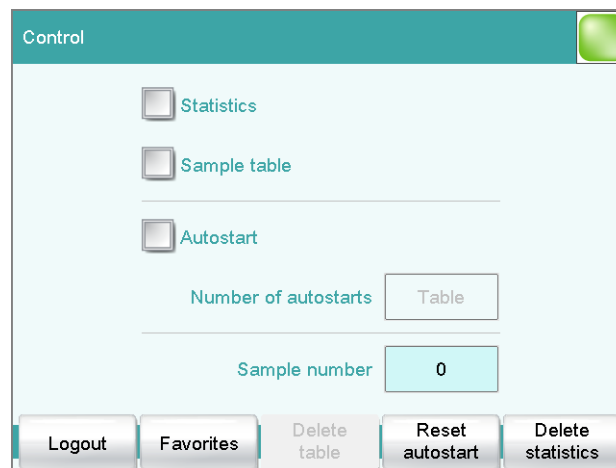 Control
Statistics
Sample table
Autostart
Number of autostarts Table
Sample number 0
Logout Favorites Delete table Reset autostart Delete statistics